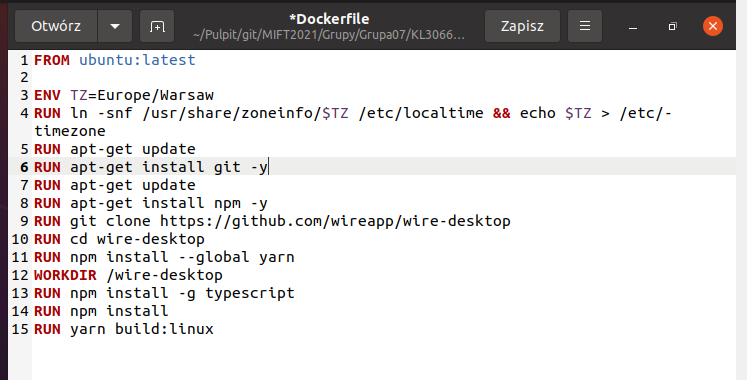 Otwórz
*Dockerfile
~/Pulpit/git/MIFT2021/Grupy/Grupa07/KL3066...
Zapisz
1 FROM ubuntu:latest
2
3 ENV TZ=Europe/Warsaw
4 RUN ln -snf /usr/share/zoneinfo/$TZ /etc/localtime && echo $TZ > /etc/-
timezone
5 RUN apt-get update
6 RUN apt-get install git -y
7 RUN apt-get update
8 RUN apt-get install npm -y
9 RUN git clone https://github.com/wireapp/wire-desktop
10 RUN cd wire-desktop
11 RUN npm install --global yarn
12 WORKDIR /wire-desktop
13 RUN npm install -g typescript
14 RUN npm install
15 RUN yarn build:linux